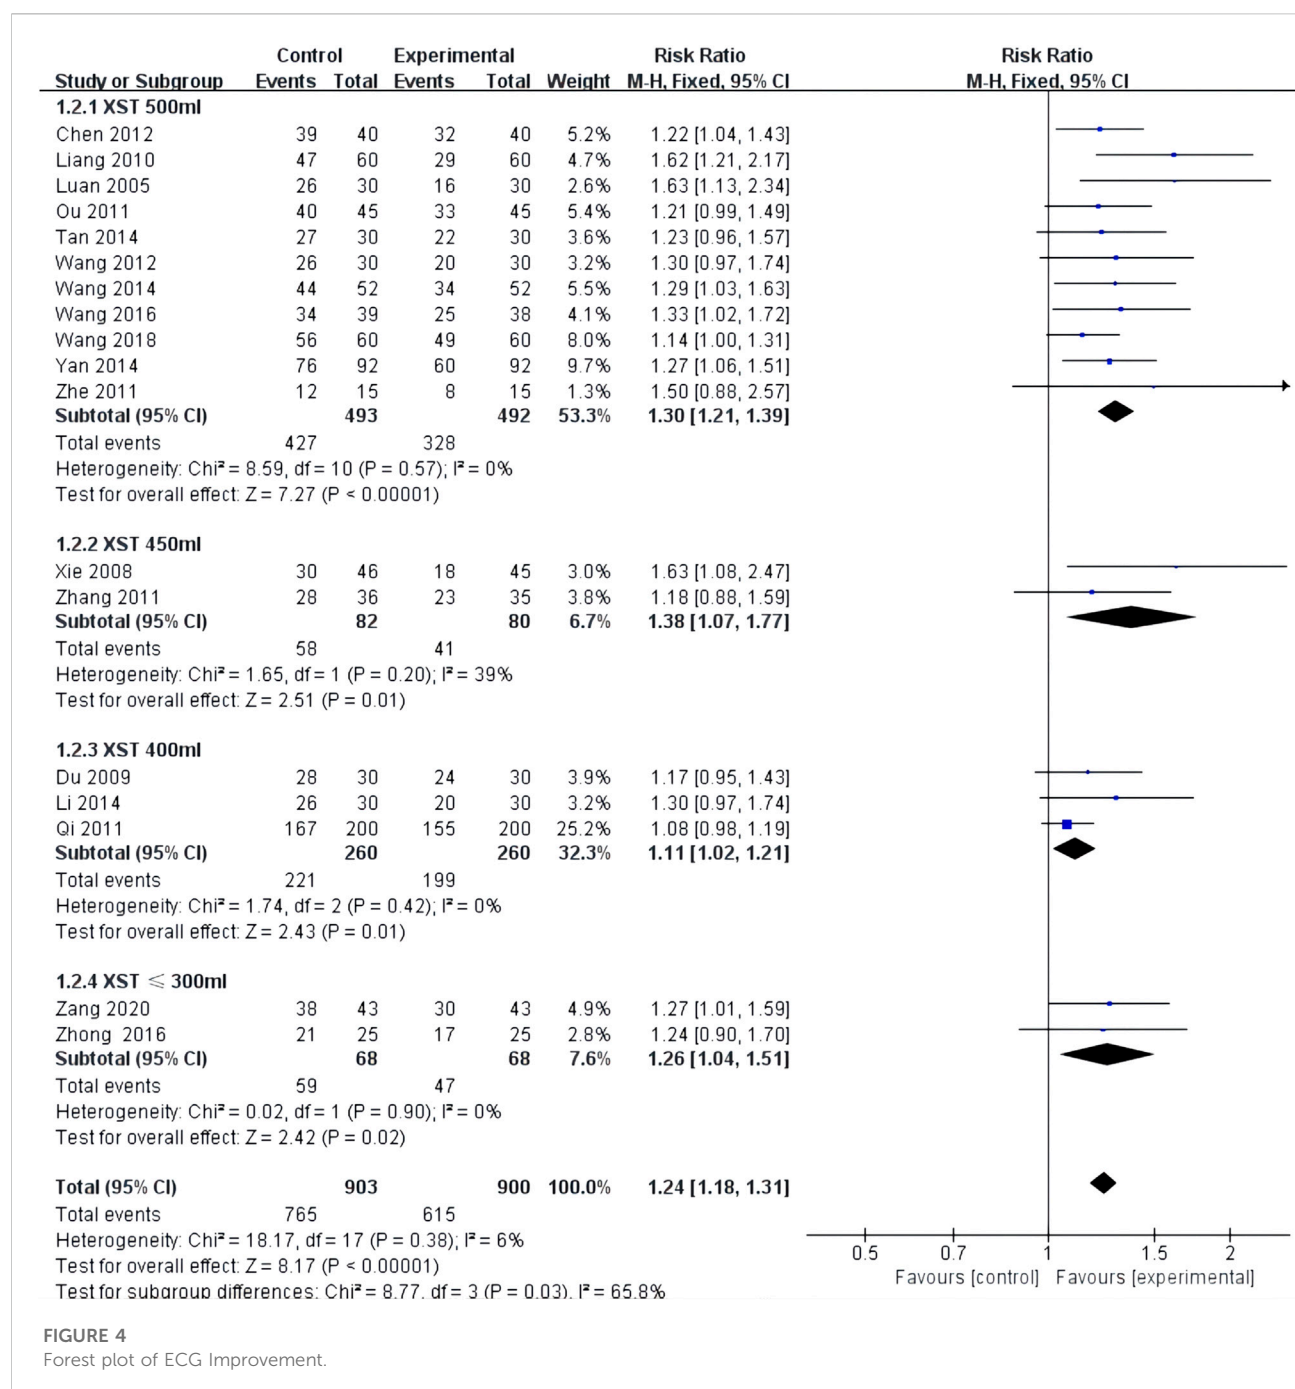 Control Experimental Risk Ratio Risk Ratio
Study or Subgroup Events Total Events Total Weight M-H, Fixed, 95% CI M-H, Fixed, 95% CI
1.2.1 XST 500ml
Chen 2012 39 40 32 40 5.2% 1.22 [1.04, 1.43]
Liang 2010 47 60 29 60 4.7% 1.62 [1.21, 2.17]
Luan 2005 26 30 16 30 2.6% 1.63 [1.13, 2.34]
Ou 2011 40 45 33 45 5.4% 1.21 [0.99, 1.49]
Tan 2014 27 30 22 30 3.6% 1.23 [0.96, 1.57]
Wang 2012 26 30 20 30 3.2% 1.30 [0.97, 1.74]
Wang 2014 44 52 34 52 5.5% 1.29 [1.03, 1.63]
Wang 2016 34 39 25 38 4.1% 1.33 [1.02, 1.72]
Wang 2018 56 60 49 60 8.0% 1.14 [1.00, 1.31]
Yan 2014 76 92 60 92 9.7% 1.27 [1.06, 1.51]
Zhe 2011 12 15 8 15 1.3% 1.50 [0.88, 2.57]
Subtotal (95% CI) 493 492 53.3% 1.30 [1.21, 1.39]
Total events 427 328
Heterogeneity: Chi² = 8.59, df = 10 (P = 0.57); I² = 0%
Test for overall effect: Z = 7.27 (P < 0.00001)
1.2.2 XST 450ml
Xie 2008 30 46 18 45 3.0% 1.63 [1.08, 2.47]
Zhang 2011 28 36 23 35 3.8% 1.18 [0.88, 1.59]
Subtotal (95% CI) 82 80 6.7% 1.38 [1.07, 1.77]
Total events 58 41
Heterogeneity: Chi² = 1.65, df = 1 (P = 0.20); I² = 39%
Test for overall effect: Z = 2.51 (P = 0.01)
1.2.3 XST 400ml
Du 2009 28 30 24 30 3.9% 1.17 [0.95, 1.43]
Li 2014 26 30 20 30 3.2% 1.30 [0.97, 1.74]
Qi 2011 167 200 155 200 25.2% 1.08 [0.98, 1.19]
Subtotal (95% CI) 260 260 32.3% 1.11 [1.02, 1.21]
Total events 221 199
Heterogeneity: Chi² = 1.74, df = 2 (P = 0.42); I² = 0%
Test for overall effect: Z = 2.43 (P = 0.01)
1.2.4 XST ≤ 300ml
Zang 2020 38 43 30 43 4.9% 1.27 [1.01, 1.59]
Zhong 2016 21 25 17 25 2.8% 1.24 [0.90, 1.70]
Subtotal (95% CI) 68 68 7.6% 1.26 [1.04, 1.51]
Total events 59 47
Heterogeneity: Chi² = 0.02, df = 1 (P = 0.90); I² = 0%
Test for overall effect: Z = 2.42 (P = 0.02)
Total (95% CI) 903 900 100.0% 1.24 [1.18, 1.31]
Total events 765 615
Heterogeneity: Chi² = 18.17, df = 17 (P = 0.38); I² = 6%
Test for overall effect: Z = 8.17 (P < 0.00001)
Test for subgroup differences: Chi² = 8.77, df = 3 (P = 0.03), I² = 65.8%
0.5 0.7 1 1.5 2
Favours [control] Favours [experimental]
FIGURE 4
Forest plot of ECG Improvement.